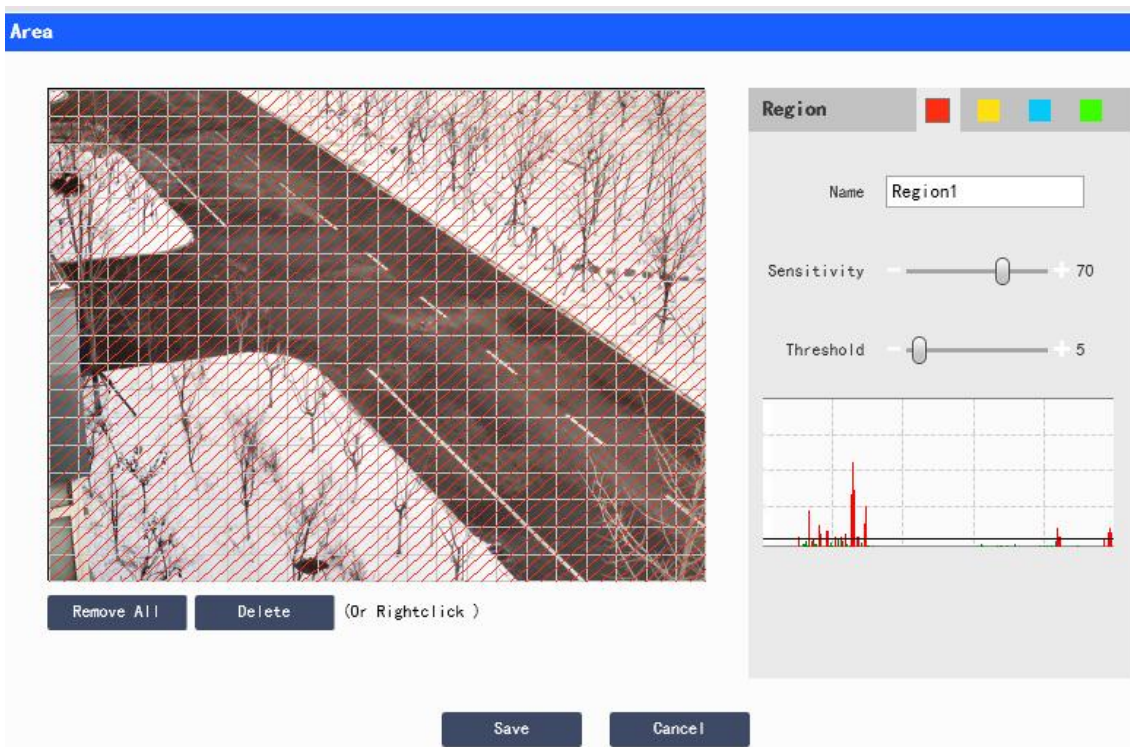 Area
Region
Name Region1
Sensitivity - + 70
Threshold - + 5
Remove All Delete (Or Rightclick )
Save Cancel